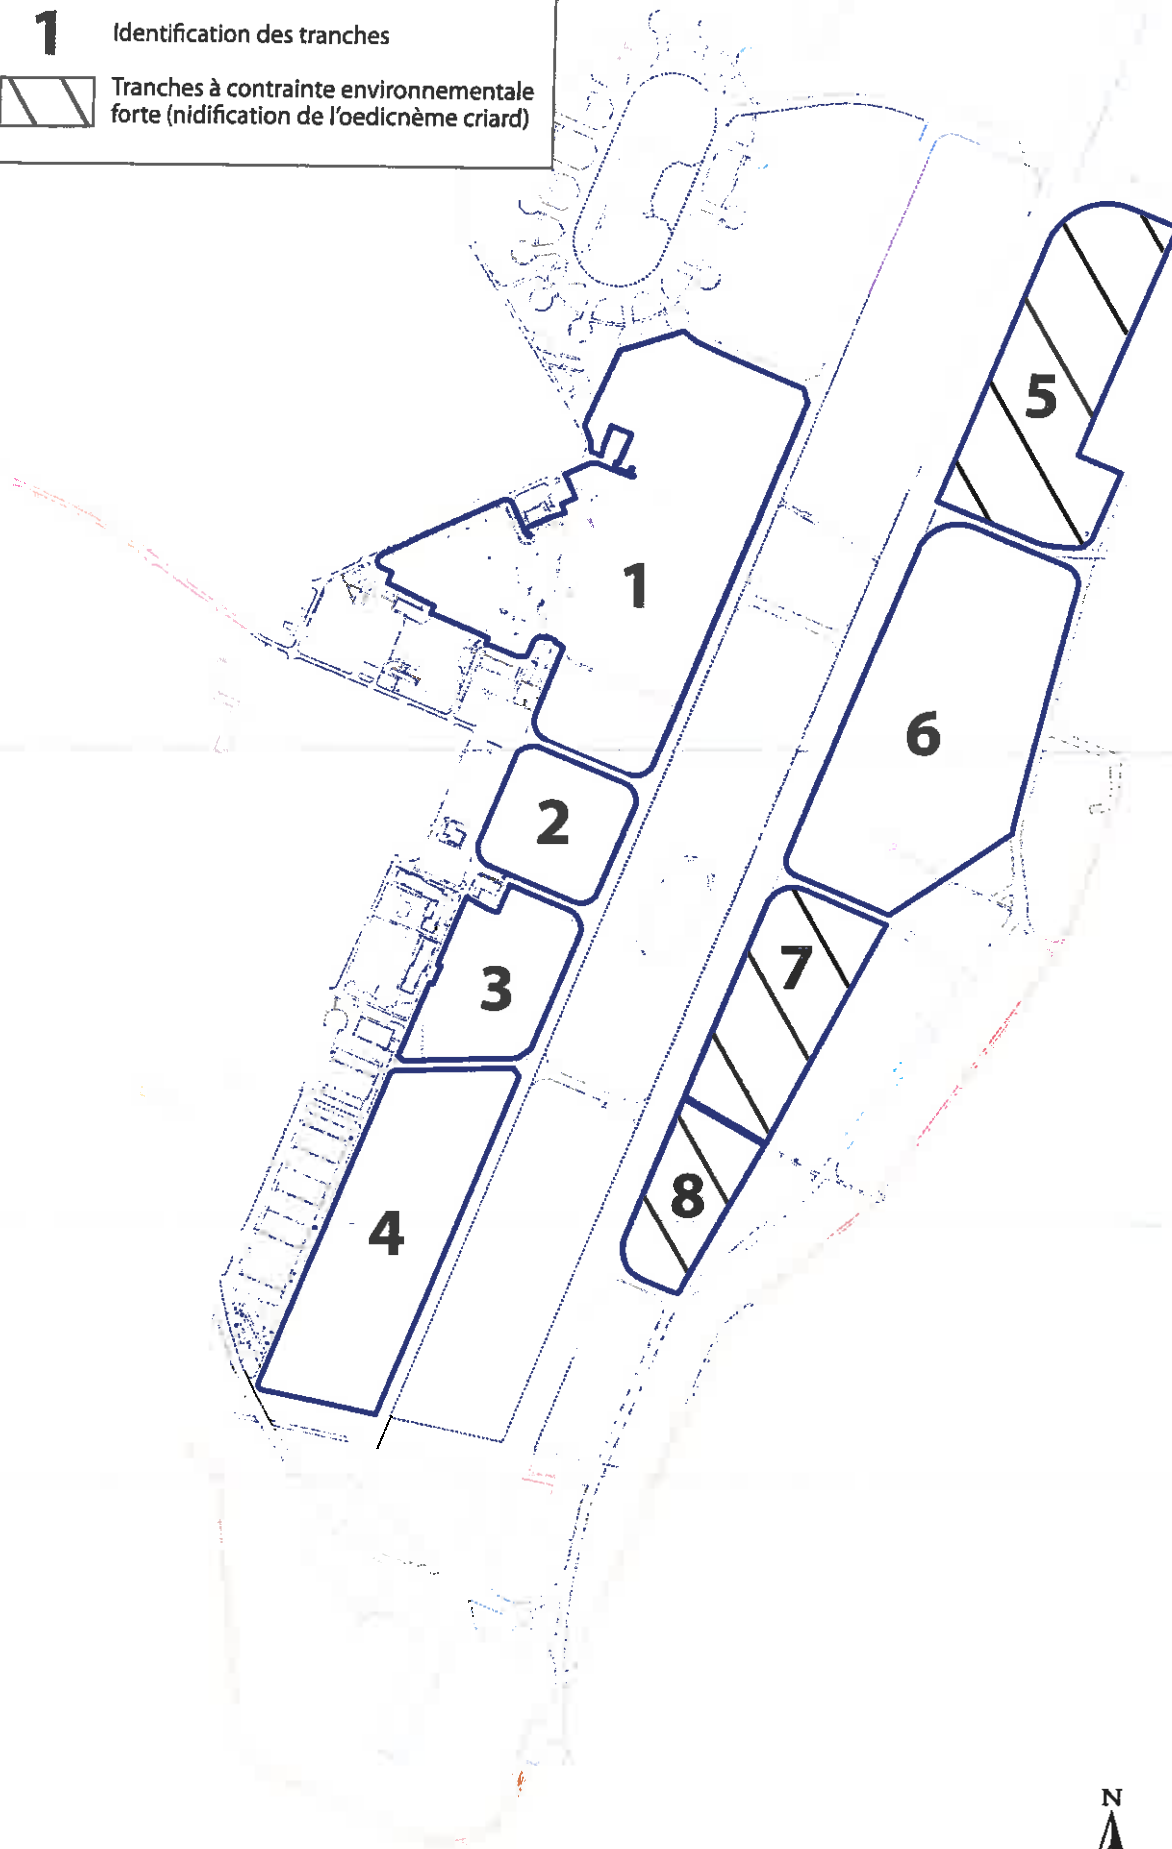 1 Identification des tranches
Tranches à contrainte environnementale
forte (nidification de l'oedicnème criard)
5
1
6
2
7
3
8
4
N